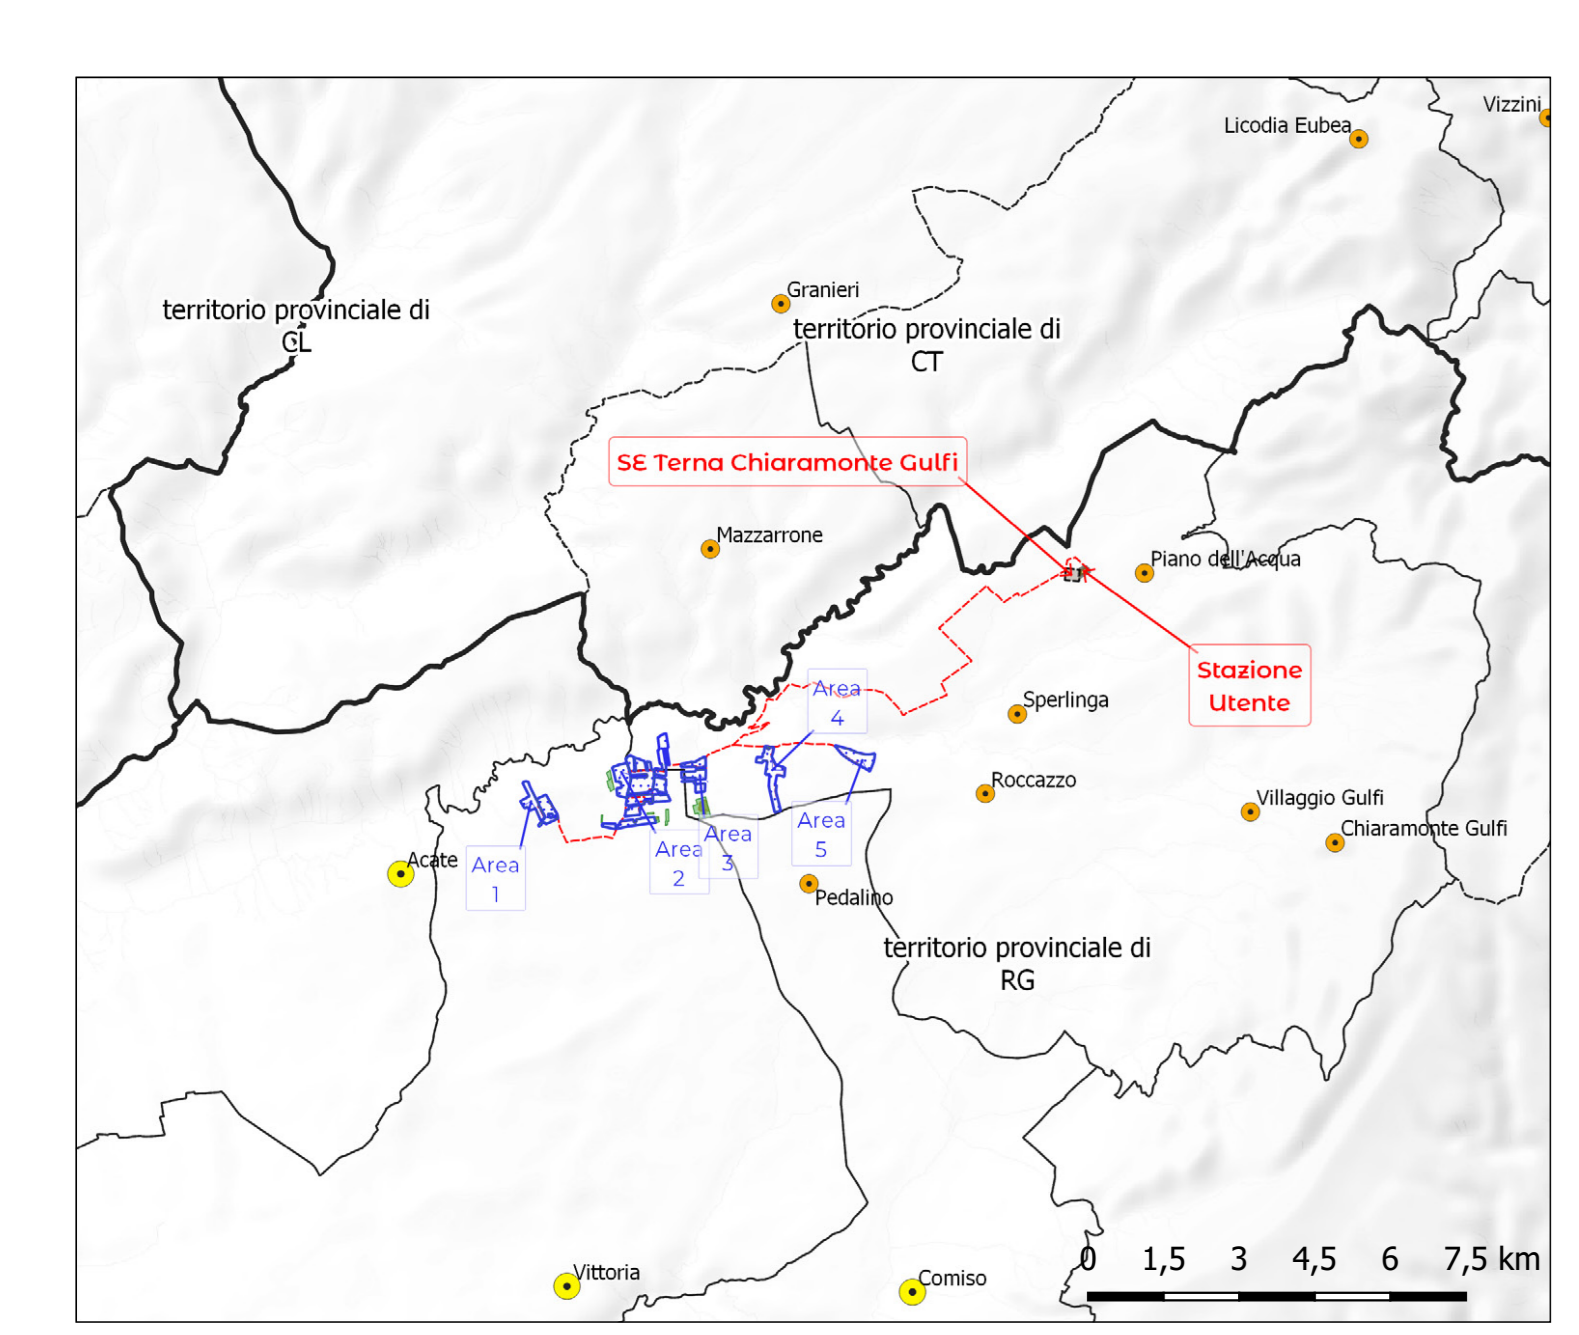 Vizzini
Licodia Eubea
Granieri
territorio provinciale di
CL
territorio provinciale di
CT
SE Terna Chiaramonte Gulfi
Mazzarrone
Piano dell'Acqua
Stazione
Utente
Area
4
Sperlinga
Roccazzo
Villaggio Gulfi
Chiaramonte Gulfi
Area
5
Area
3
Area
2
Acate
Area
1
Pedalino
territorio provinciale di
RG
0 1,5 3 4,5 6 7,5 km
Vittoria
Comiso